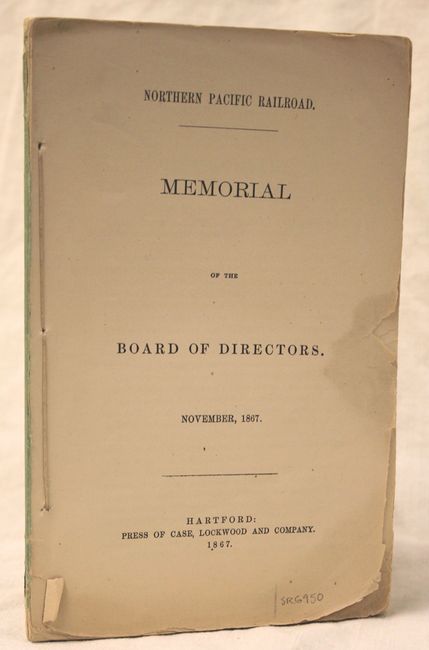 NORTHERN PACIFIC RAILROAD.
MEMORIAL
OF THE
BOARD OF DIRECTORS.
NOVEMBER, 1867.
HARTFORD:
PRESS OF CASE, LOCKWOOD AND COMPANY.
1867.
SRG950